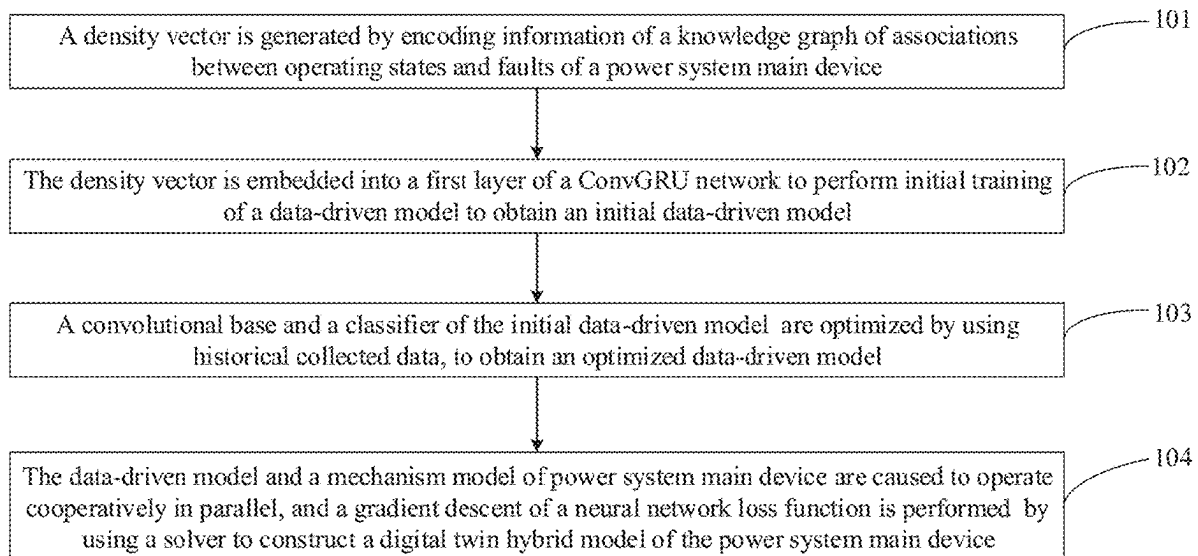 A density vector is generated by encoding information of a knowledge graph of associations
between operating states and faults of a power system main device
101
The density vector is embedded into a first layer of a ConvGRU network to perform initial training
of a data-driven model to obtain an initial data-driven model
102
A convolutional base and a classifier of the initial data-driven model are optimized by using
historical collected data, to obtain an optimized data-driven model
103
The data-driven model and a mechanism model of power system main device are caused to operate
cooperatively in parallel, and a gradient descent of a neural network loss function is performed by
using a solver to construct a digital twin hybrid model of the power system main device
104